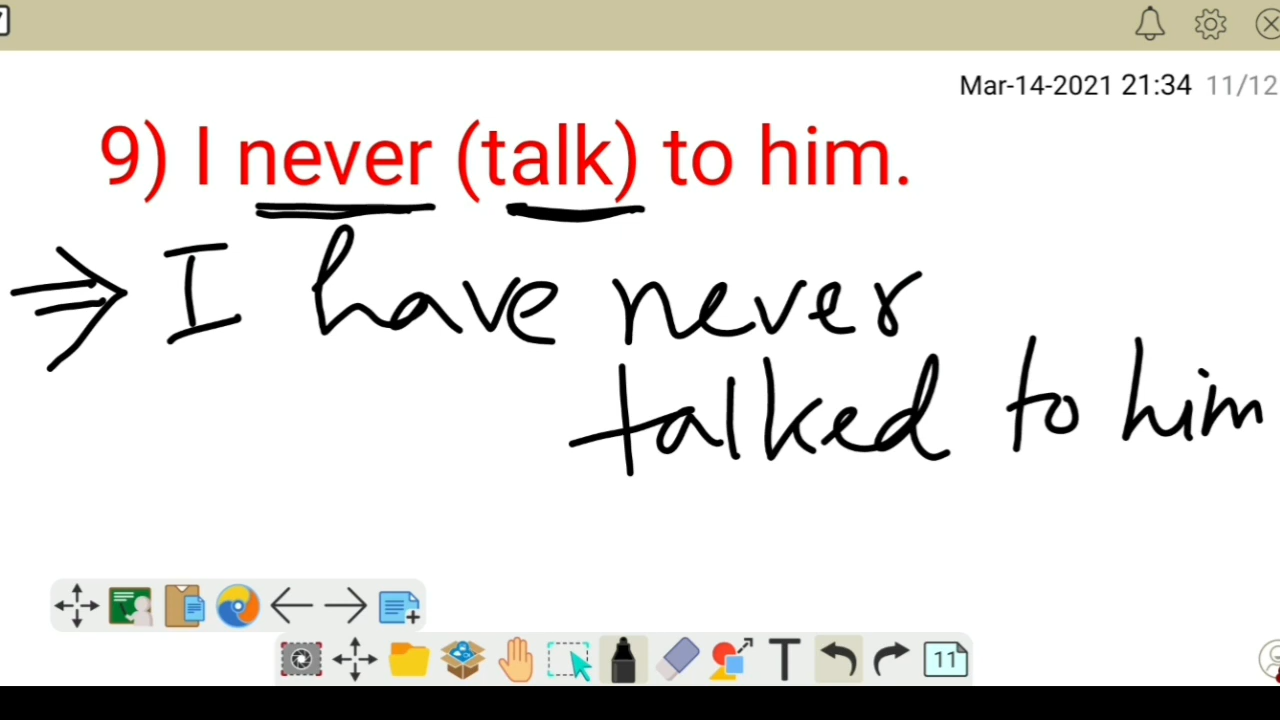 Mar-14-2021 21:34 11/12
9) I never (talk) to him.
⇒ I have never
talked to him
T 11